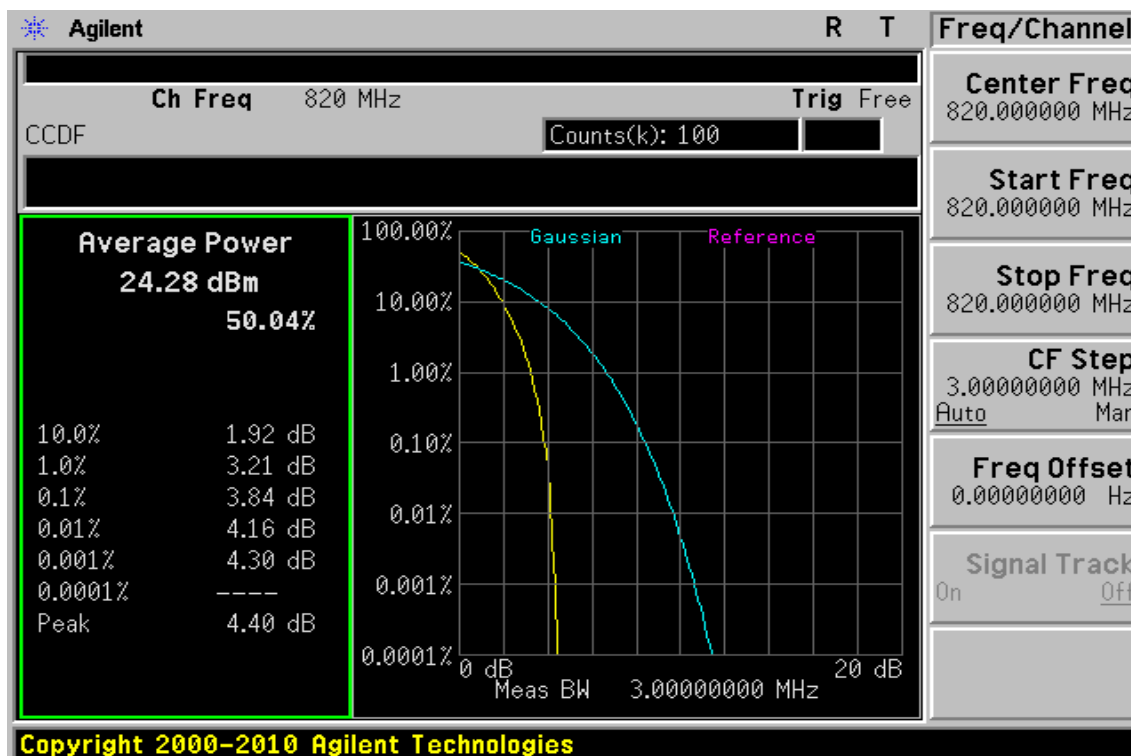 Agilent R T
Freq/Channel
Ch Freq 820 MHz Trig Free
CCDF
Counts(k): 100
Average Power
24.28 dBm
50.04%
10.0% 1.92 dB
1.0% 3.21 dB
0.1% 3.84 dB
0.01% 4.16 dB
0.001% 4.30 dB
0.0001% ----
Peak 4.40 dB
Gaussian Reference
100.00%
10.00%
1.00%
0.10%
0.01%
0.001%
0.0001%
0 dB 20 dB
Meas BW 3.00000000 MHz
Center Freq
820.000000 MHz
Start Freq
820.000000 MHz
Stop Freq
820.000000 MHz
CF Step
3.00000000 MHz
Auto Man
Freq Offset
0.00000000 Hz
Signal Track
On Off
Copyright 2000-2010 Agilent Technologies